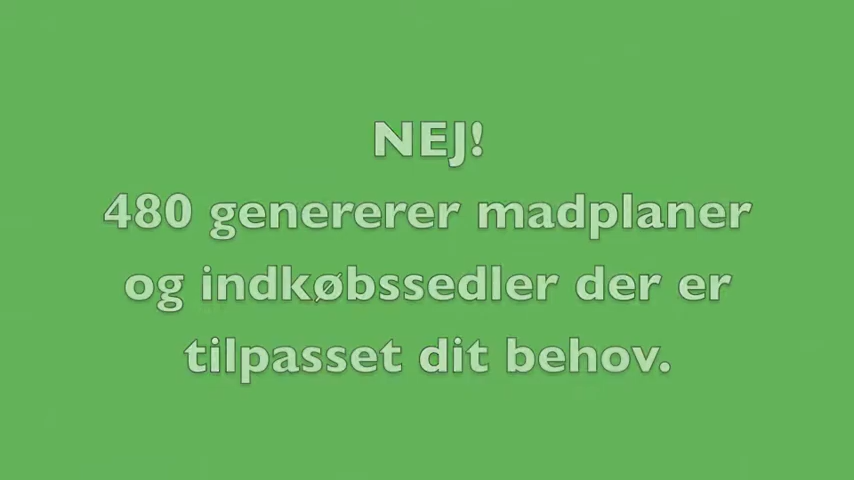 NEJ!
480 genererer madplaner
og indkøbssedler der er
tilpasset dit behov.